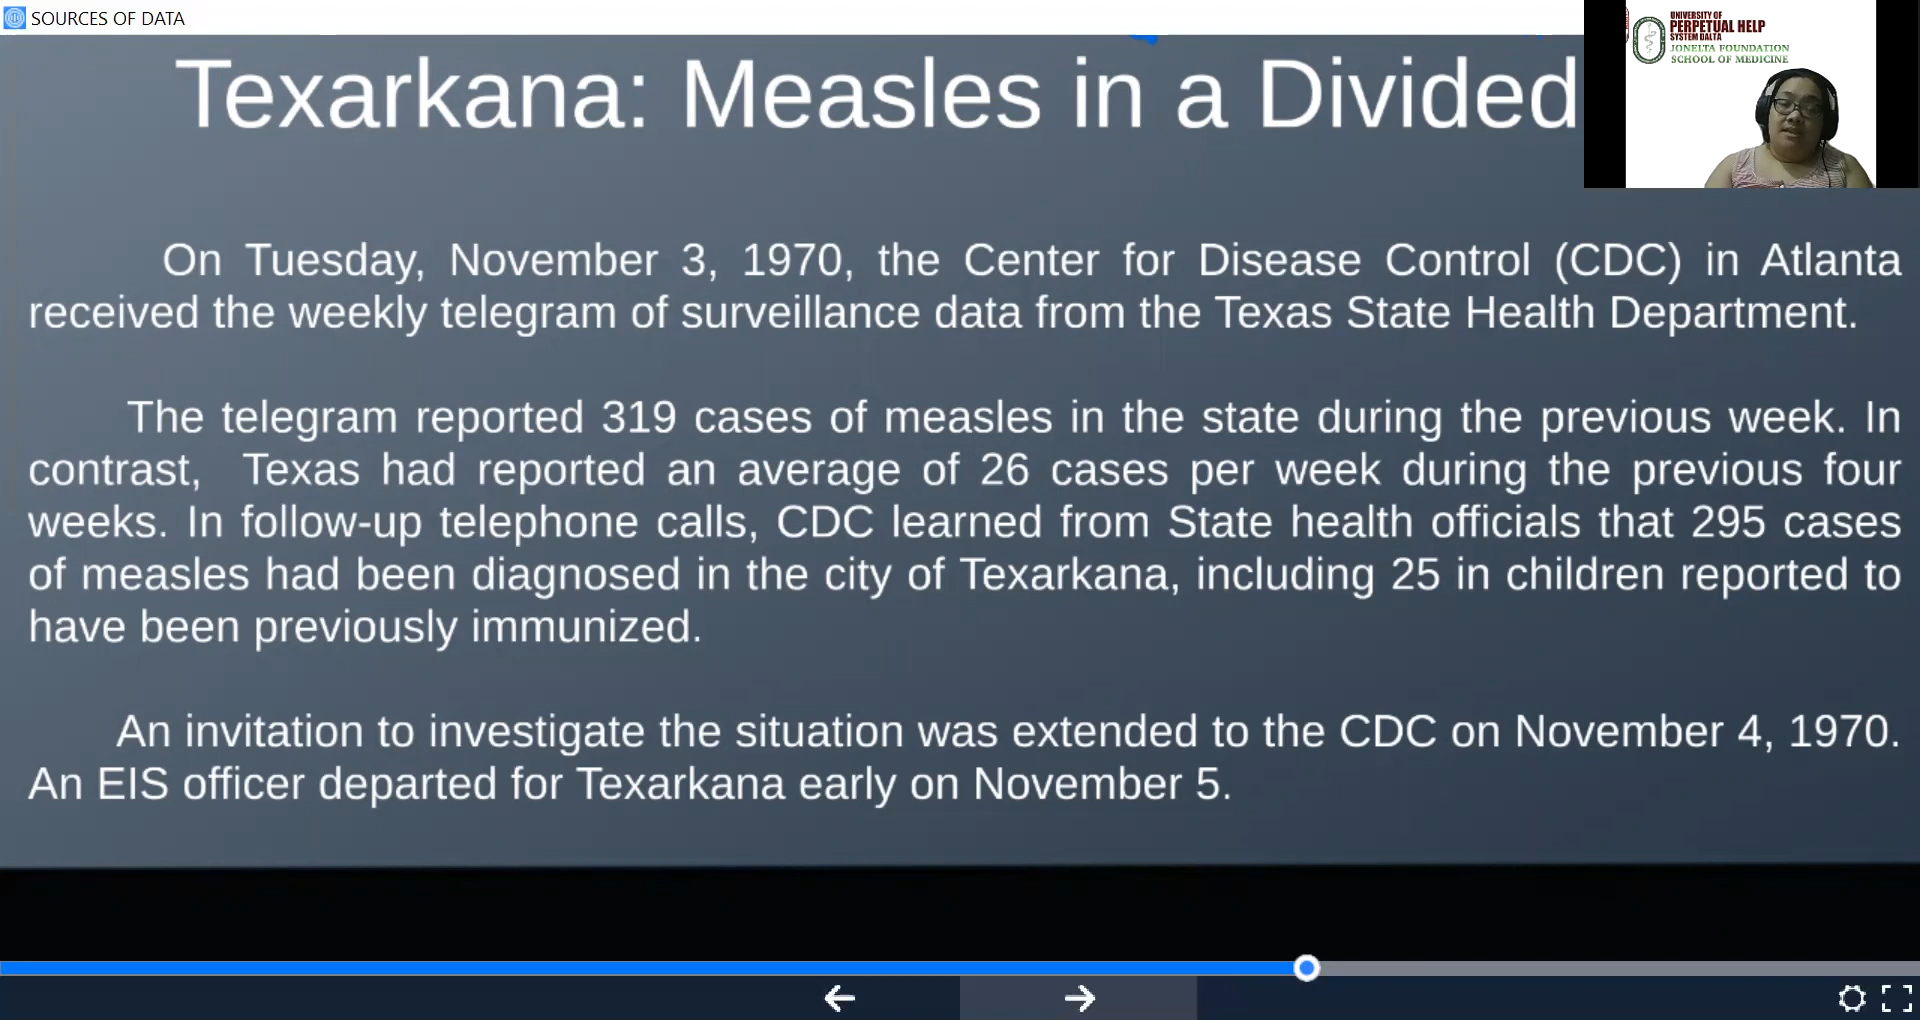 SOURCES OF DATA
UNIVERSITY OF
PERPETUAL HELP
SYSTEM DALTA
JONELTA FOUNDATION
SCHOOL OF MEDICINE
Texarkana: Measles in a Divided
On Tuesday, November 3, 1970, the Center for Disease Control (CDC) in Atlanta
received the weekly telegram of surveillance data from the Texas State Health Department.
The telegram reported 319 cases of measles in the state during the previous week. In
contrast, Texas had reported an average of 26 cases per week during the previous four
weeks. In follow-up telephone calls, CDC learned from State health officials that 295 cases
of measles had been diagnosed in the city of Texarkana, including 25 in children reported to
have been previously immunized.
An invitation to investigate the situation was extended to the CDC on November 4, 1970.
An EIS officer departed for Texarkana early on November 5.